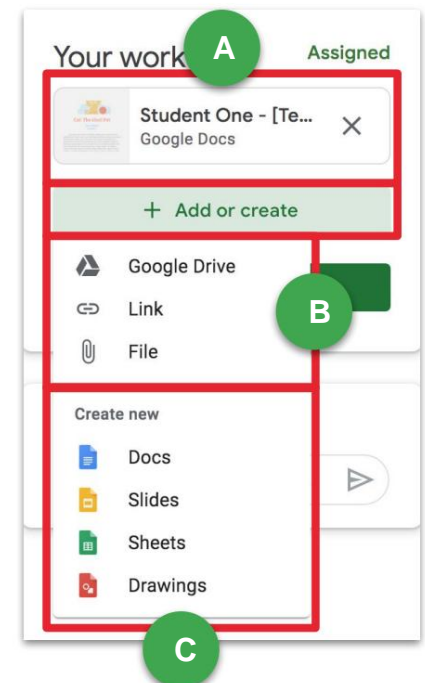 Your work
A
Assigned
Student One - [Te...
Google Docs
+ Add or create
Google Drive
Link
File
B
Create new
Docs
Slides
Sheets
Drawings
C